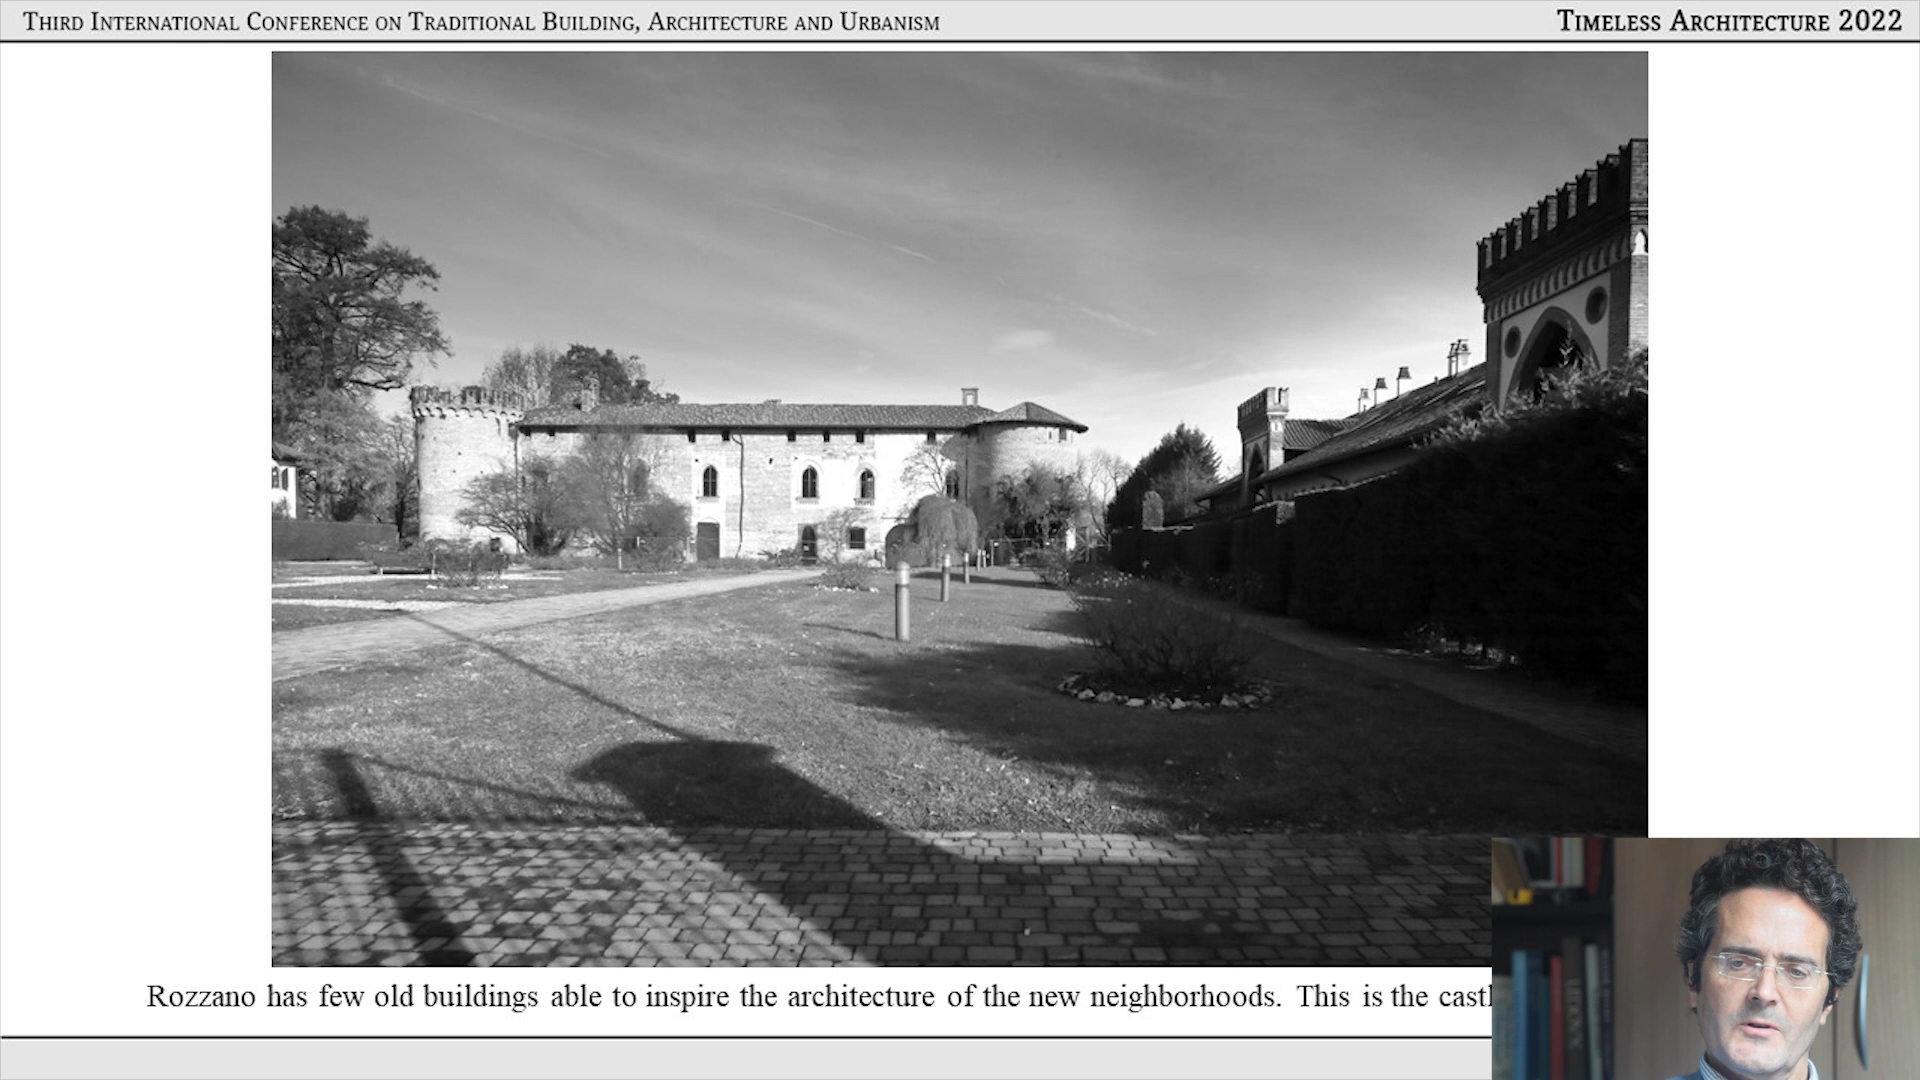 Third International Conference on Traditional Building, Architecture and Urbanism
Timeless Architecture 2022
Rozzano has few old buildings able to inspire the architecture of the new neighborhoods. This is the castl